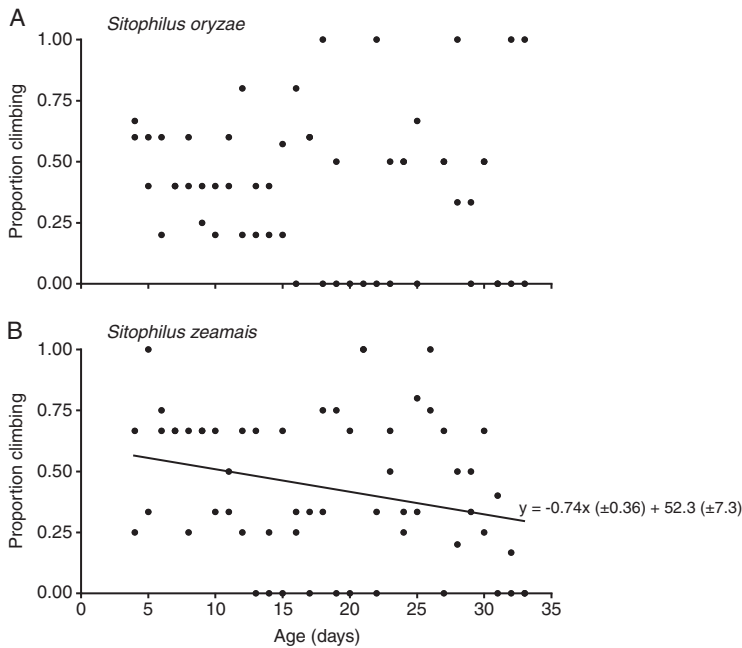 A
Sitophilus oryzae
1.00
0.75
0.50
0.25
0.00
Proportion climbing
B
Sitophilus zeamais
1.00
0.75
0.50
0.25
0.00
Proportion climbing
y = -0.74x (±0.36) + 52.3 (±7.3)
0 5 10 15 20 25 30 35
Age (days)